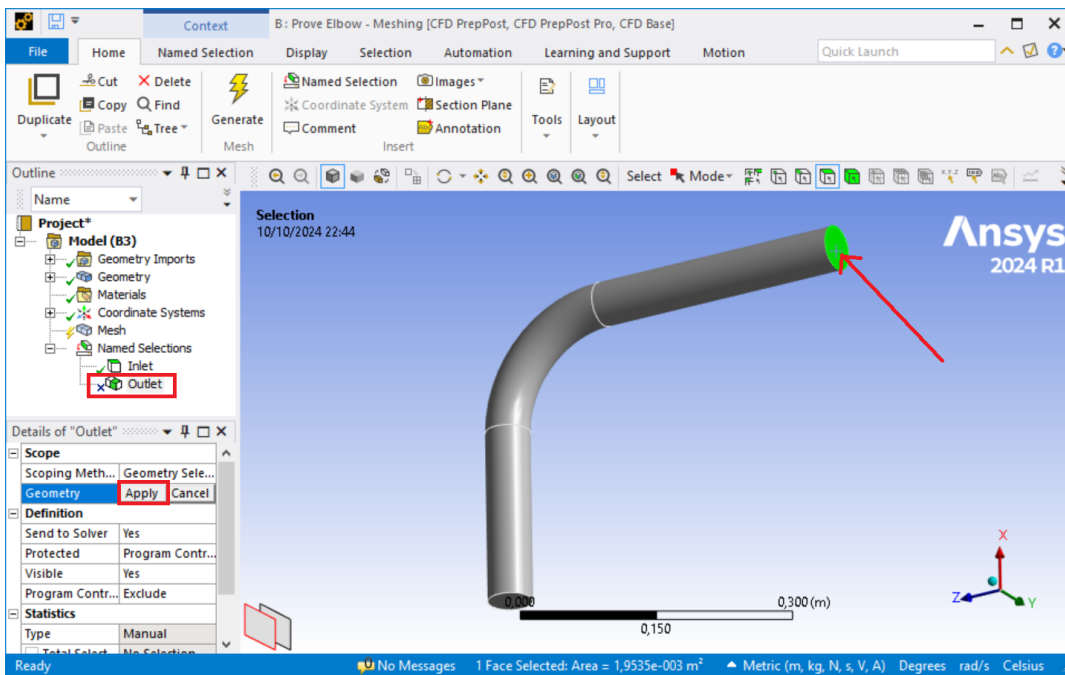 Context
B : Prove Elbow - Meshing [CFD PrepPost, CFD PrepPost Pro, CFD Base]
File Home Named Selection Display Selection Automation Learning and Support Motion Quick Launch
Duplicate
Cut
Copy
Paste
Delete
Find
Tree
Outline
Generate
Mesh
Named Selection
Coordinate System
Comment
Images
Section Plane
Annotation
Insert
Tools
Layout
Outline
Name
Select Mode
Project*
Model (B3)
Geometry Imports
Geometry
Materials
Coordinate Systems
Mesh
Named Selections
Inlet
Outlet
Selection
10/10/2024 22:44
Ansys
2024 R1
Details of "Outlet"
Scope
Scoping Meth... Geometry Sele...
Geometry Apply Cancel
Definition
Send to Solver Yes
Protected Program Contr...
Visible Yes
Program Contr... Exclude
Statistics
Type Manual
Total Select No Selection
0,000 0,300 (m)
0,150
X
Z
Y
Ready No Messages 1 Face Selected: Area = 1,9535e-003 m² Metric (m, kg, N, s, V, A) Degrees rad/s Celsius